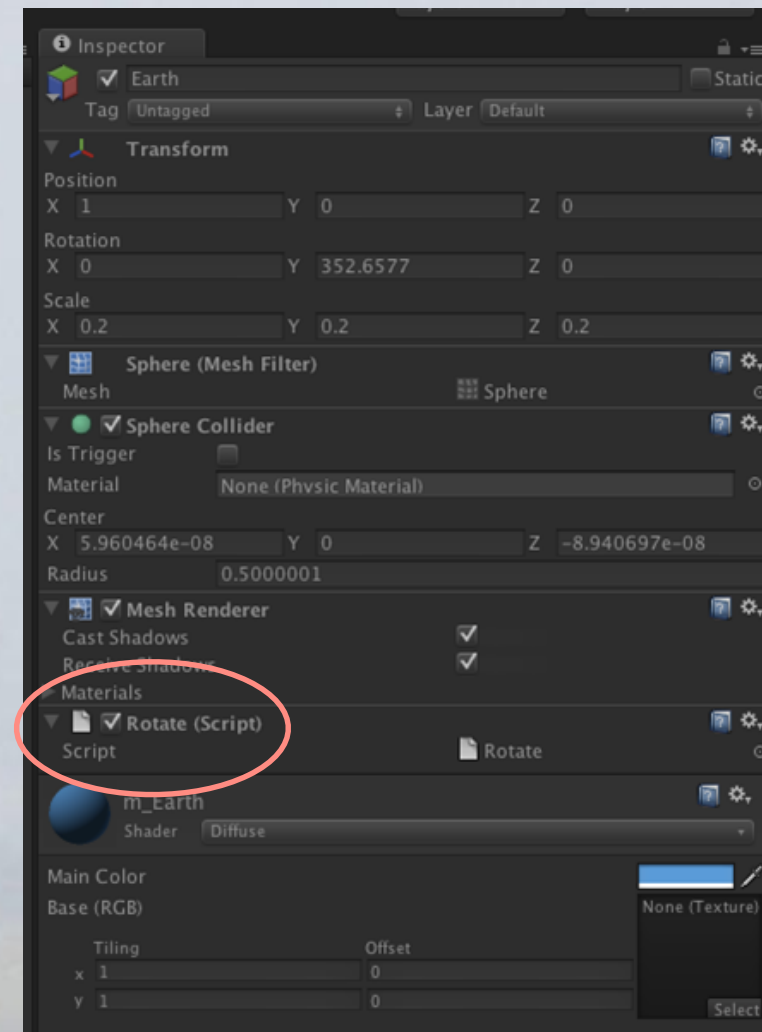 Inspector
Earth Static
Tag Untagged Layer Default
Transform
Position
X 1 Y 0 Z 0
Rotation
X 0 Y 352.6577 Z 0
Scale
X 0.2 Y 0.2 Z 0.2
Sphere (Mesh Filter)
Mesh Sphere
Sphere Collider
Is Trigger
Material None (Physic Material)
Center
X 5.960464e-08 Y 0 Z -8.940697e-08
Radius 0.5000001
Mesh Renderer
Cast Shadows
Receive Shadows
Materials
Rotate (Script)
Script Rotate
m_Earth
Shader Diffuse
Main Color
Base (RGB) None (Texture)
Tiling Offset
x 1 0
y 1 0
Select